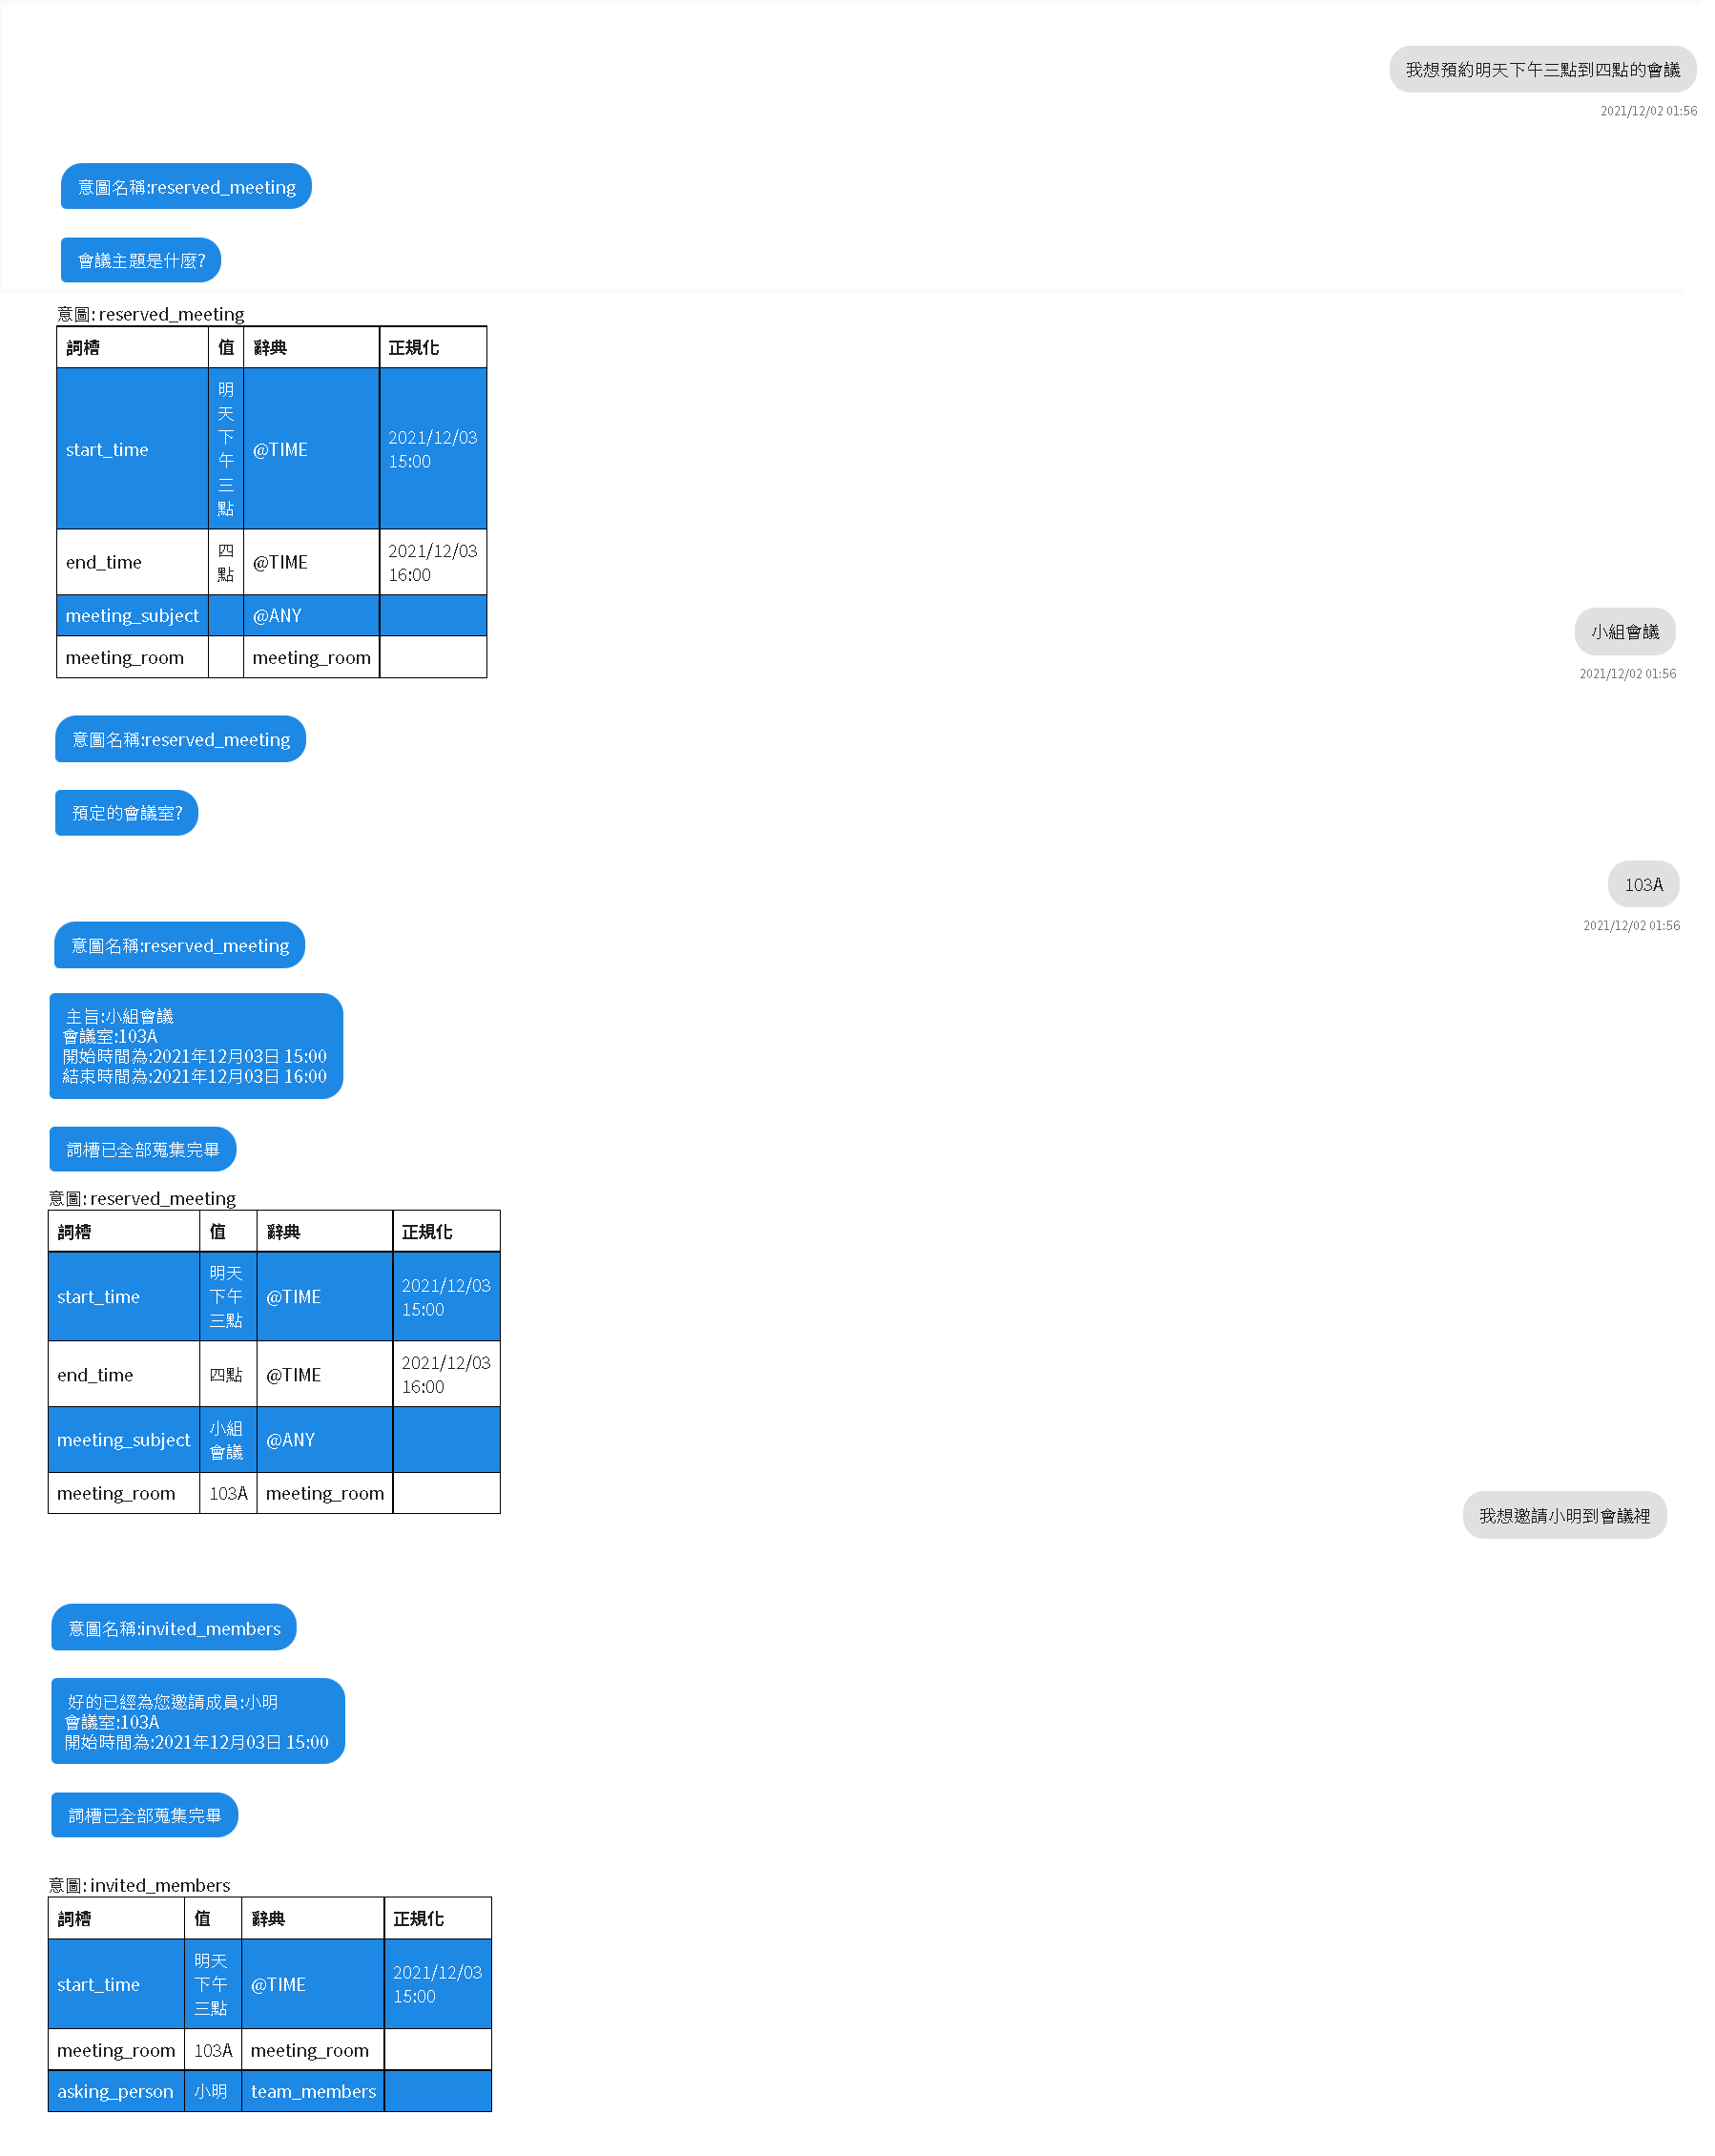 我想預約明天下午三點到四點的會議
2021/12/02 01:56
意圖名稱:reserved_meeting
會議主題是什麼?
意圖: reserved_meeting
詞槽 值 辭典 正規化
start_time 明天下午三點 @TIME 2021/12/03 15:00
end_time 四點 @TIME 2021/12/03 16:00
meeting_subject @ANY
meeting_room meeting_room
小組會議
2021/12/02 01:56
意圖名稱:reserved_meeting
預定的會議室?
103A
2021/12/02 01:56
意圖名稱:reserved_meeting
主旨:小組會議
會議室:103A
開始時間為:2021年12月03日 15:00
結束時間為:2021年12月03日 16:00
詞槽已全部蒐集完畢
意圖: reserved_meeting
詞槽 值 辭典 正規化
start_time 明天下午三點 @TIME 2021/12/03 15:00
end_time 四點 @TIME 2021/12/03 16:00
meeting_subject 小組會議 @ANY
meeting_room 103A meeting_room
我想邀請小明到會議裡
意圖名稱:invited_members
好的已經為您邀請成員:小明
會議室:103A
開始時間為:2021年12月03日 15:00
詞槽已全部蒐集完畢
意圖: invited_members
詞槽 值 辭典 正規化
start_time 明天下午三點 @TIME 2021/12/03 15:00
meeting_room 103A meeting_room
asking_person 小明 team_members